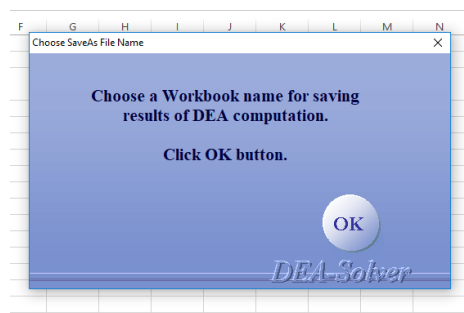 F G H I J K L M N
Choose SaveAs File Name
Choose a Workbook name for saving
results of DEA computation.
Click OK button.
OK
DEA-Solver